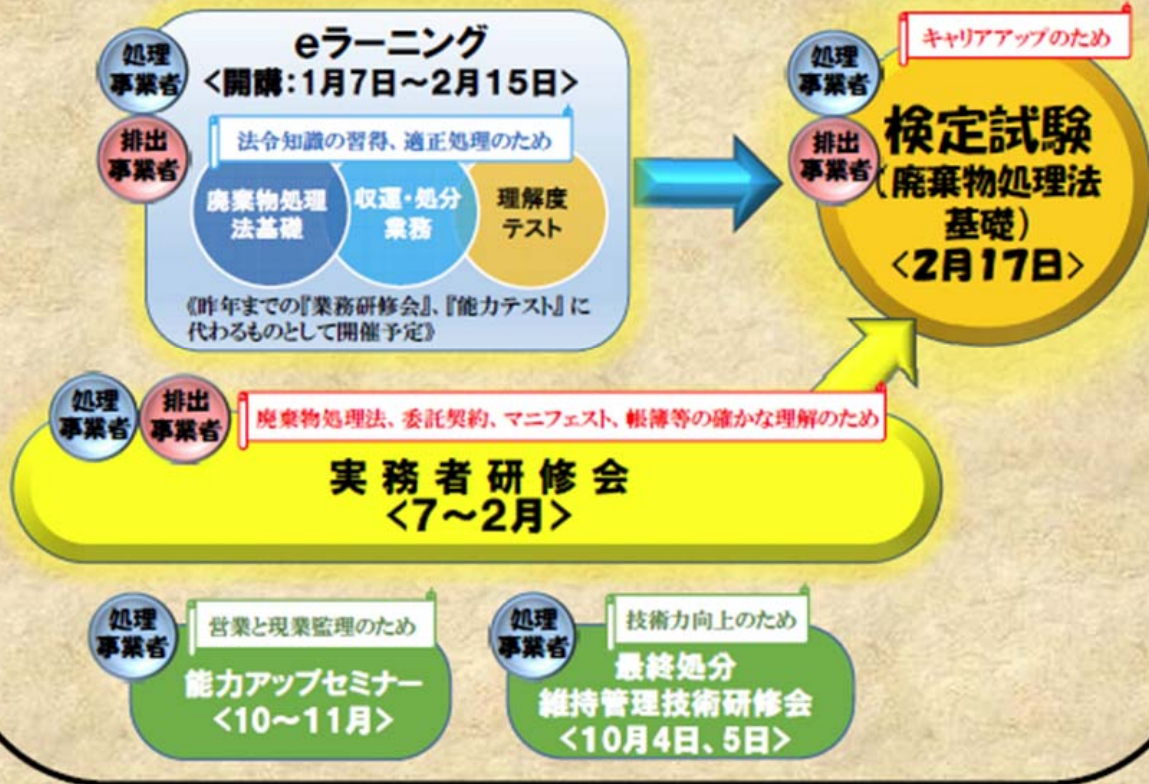 処理
事業者
排出
事業者
eラーニング
<開講:1月7日~2月15日>
法令知識の習得、適正処理のため
廃棄物処理
法基礎
収運・処分
業務
理解度
テスト
《昨年までの『業務研修会』、『能力テスト』に
代わるものとして開催予定》
処理
事業者
排出
事業者
キャリアアップのため
検定試験
(廃棄物処理法
基礎)
<2月17日>
処理
事業者
排出
事業者
廃棄物処理法、委託契約、マニフェスト、帳簿等の確かな理解のため
実務者研修会
<7~2月>
処理
事業者
営業と現業監理のため
能力アップセミナー
<10~11月>
処理
事業者
技術力向上のため
最終処分
維持管理技術研修会
<10月4日、5日>